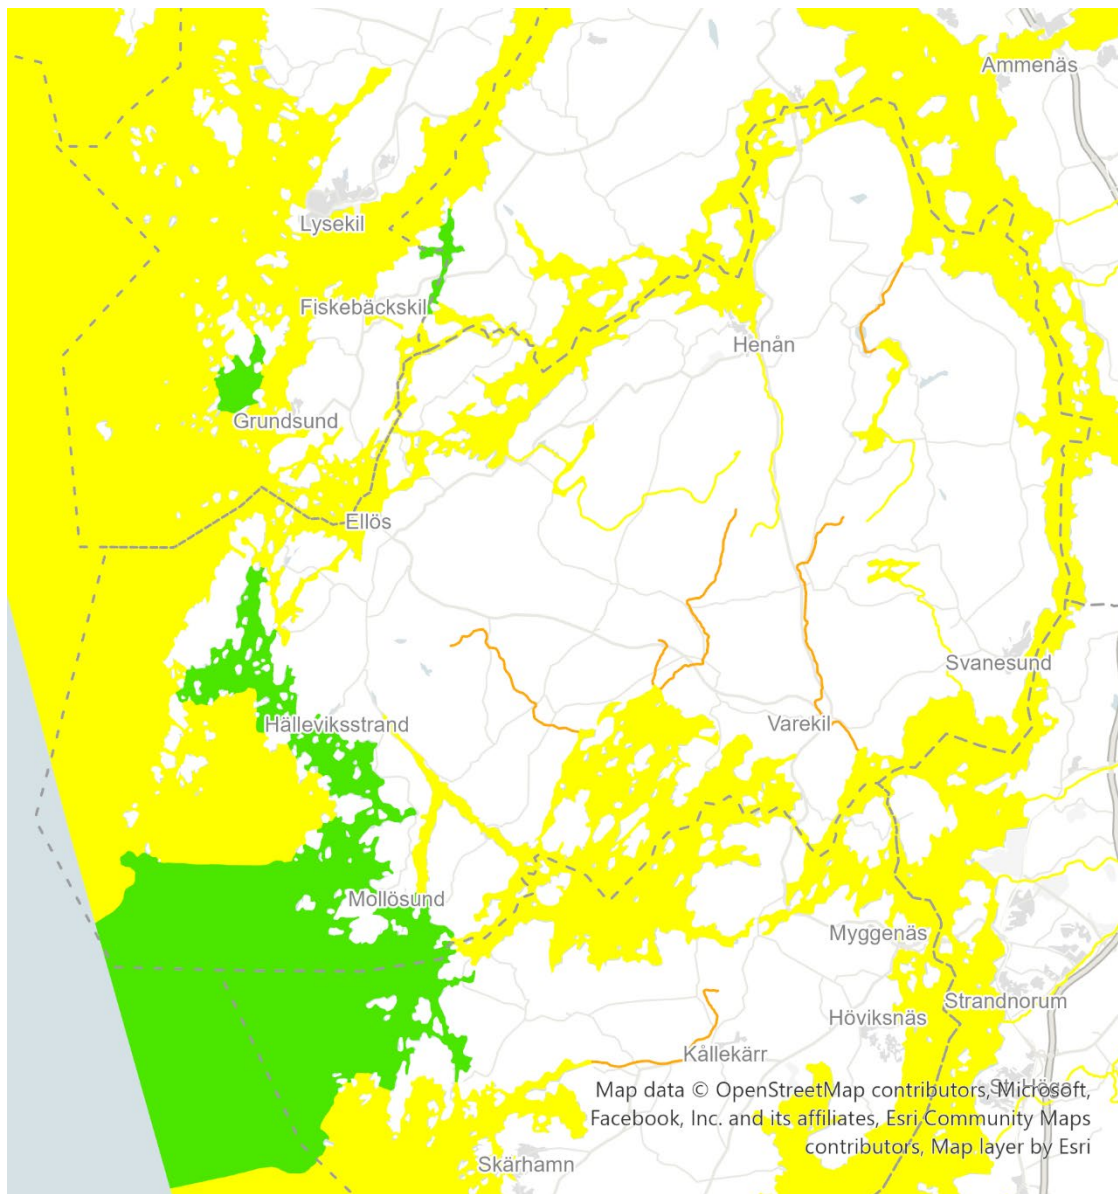 Ammenäs
Lysekil
Fiskebäckskil
Henån
Grundsund
Ellös
Svanesund
Hälleviksstrand
Varekil
Mollösund
Myggenäs
Strandnorum
Höviksnäs
Kållekärr
Map data © OpenStreetMap contributors, Microsoft,
Facebook, Inc. and its affiliates, Esri Community Maps
contributors, Map layer by Esri
Skärhamn